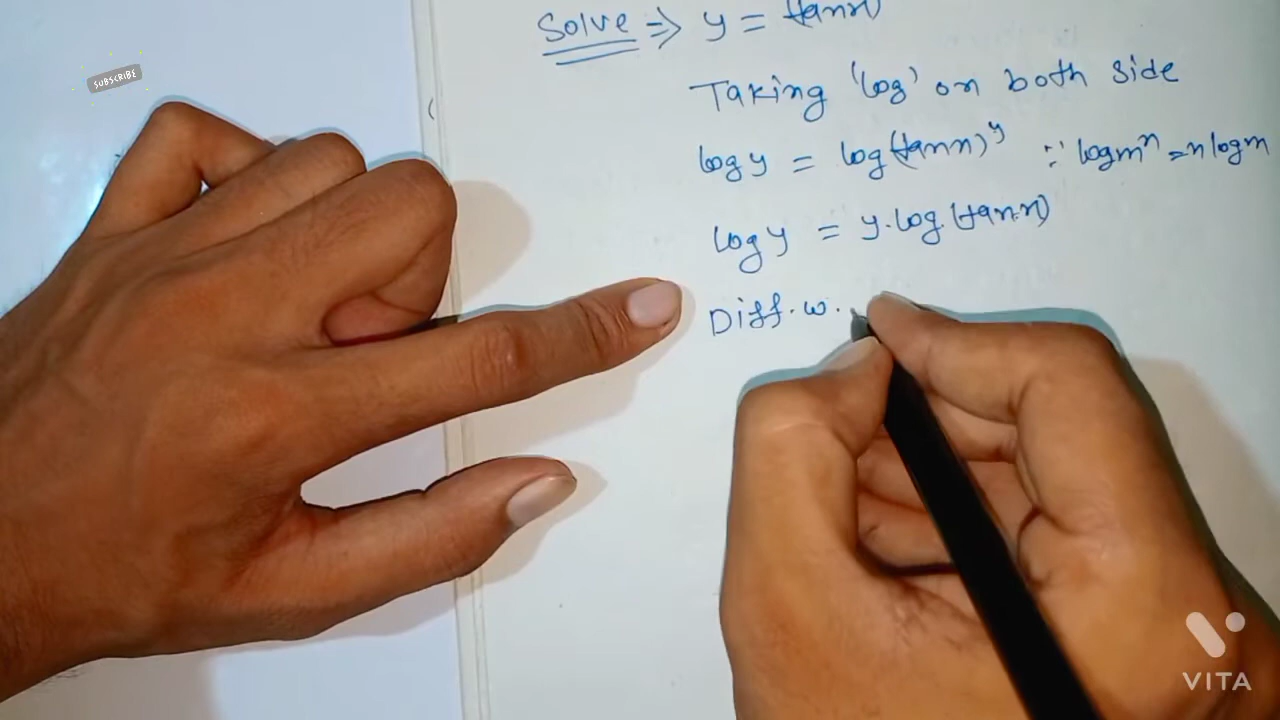 SUBSCRIBE
Solve ⇒ y = (tanx)
Taking 'log' on both side
log y = log(tanx)^y ∵ log m^n = n log m
log y = y.log.(tanx)
Diff. w.
VITA